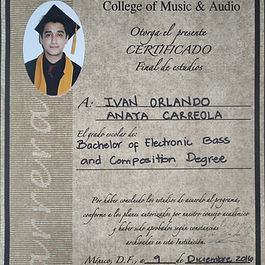 College of Music & Audio
Otorga el presente
CERTIFICADO
Final de estudios
A: IVAN ORLANDO
ANAYA CARREOLA
El grado escolar de:
Bachelor of Electronic Bass
and Composition Degree
Por haber concluido los estudios de acuerdo al programa,
conforme a los planes autorizados por nuestro consejo académico
y haber sido aprobados según constancias
archivadas en esta Institución.
México, D.F., a 9 de Diciembre 2016